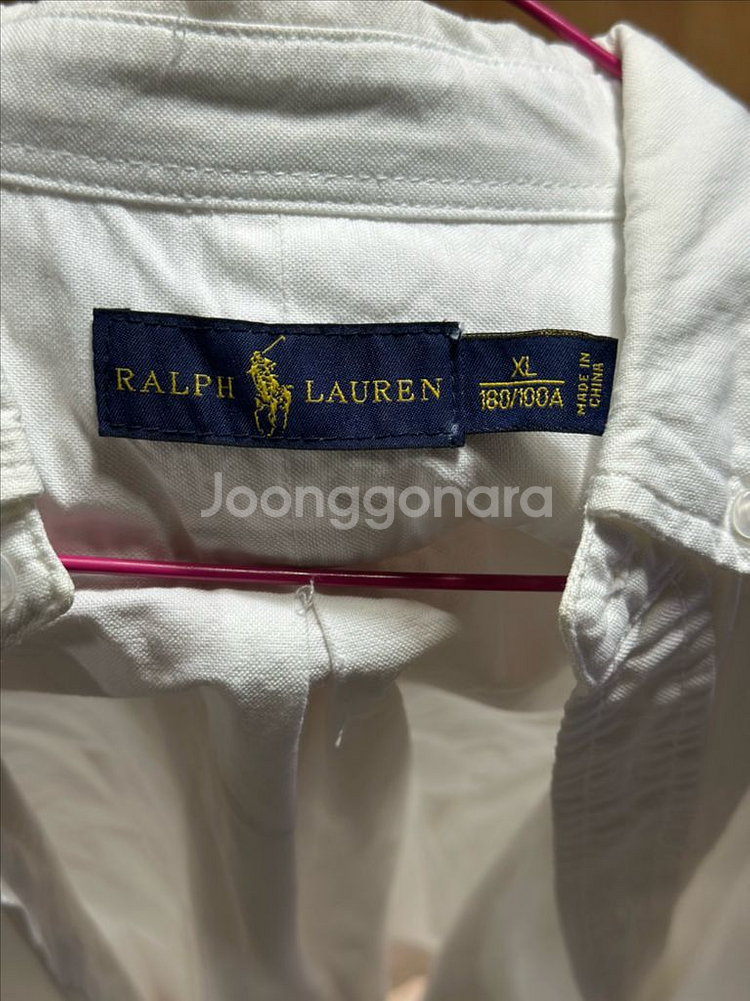 RALPH LAUREN
XL
180/100A
MADE IN
CHINA
Joonggonara